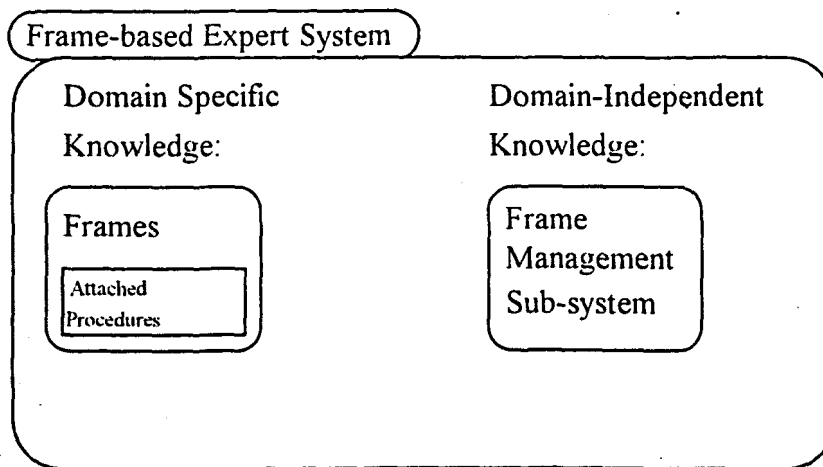 Frame-based Expert System
Domain Specific
Knowledge:
Frames
Attached
Procedures
Domain-Independent
Knowledge:
Frame
Management
Sub-system